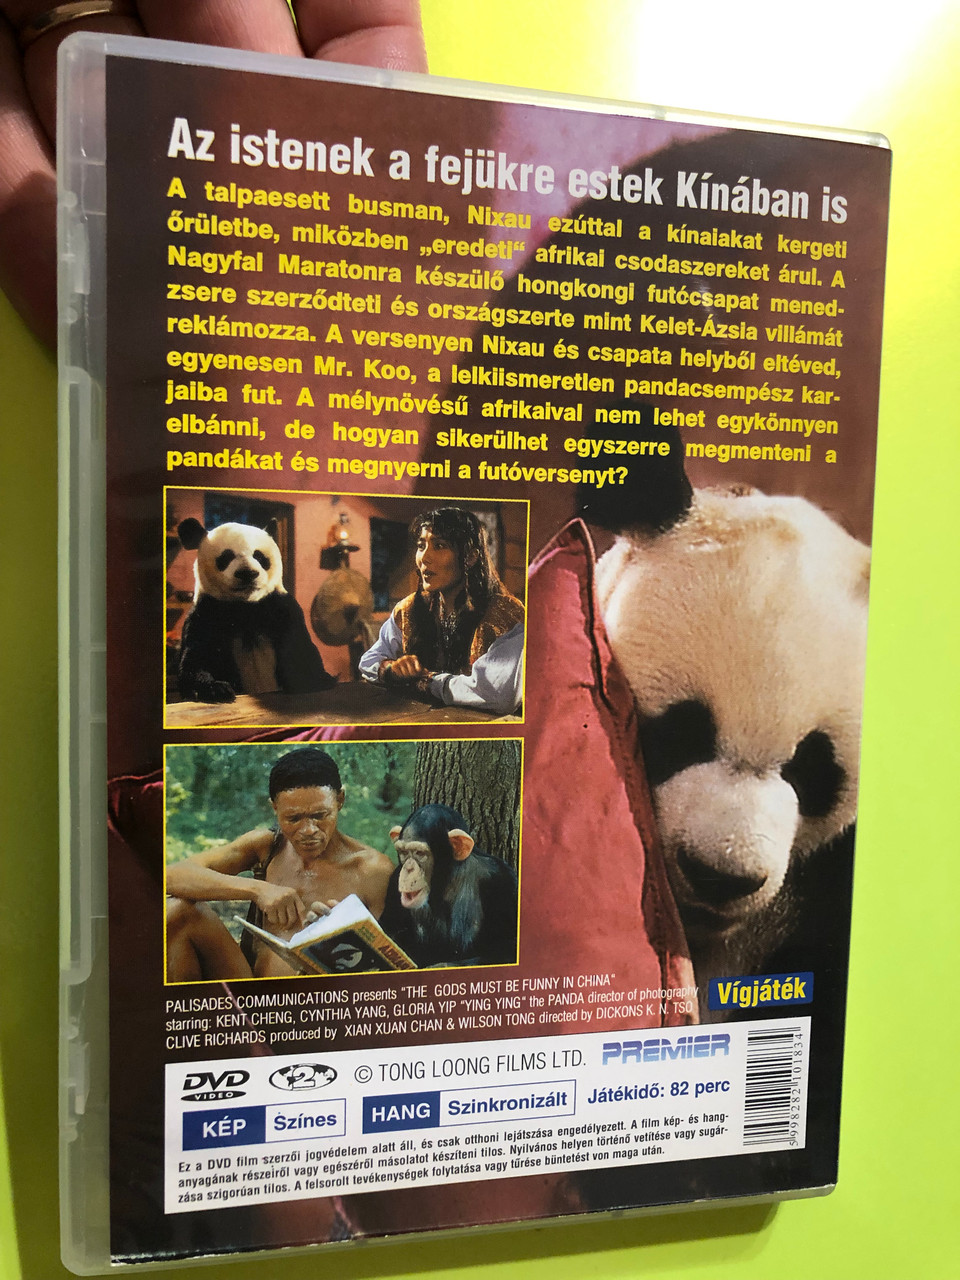 Az istenek a fejükre estek Kínában is
A talpaesett busman, Nixau ezúttal a kínaiakat kergeti
őrületbe, miközben „eredeti“ afrikai csodaszereket árul. A
Nagyfal Maratonra készülő hongkongi futócsapat mened-
zsere szerződteti és országszerte mint Kelet-Ázsia villámát
reklámozza. A versenyen Nixau és csapata helyből eltéved,
egyenesen Mr. Koo, a lelkiismeretlen pandacsempész kar-
jaiba fut. A mélynövésű afrikaival nem lehet egykönnyen
elbánni, de hogyan sikerülhet egyszerre megmenteni a
pandákat és megnyerni a futóversenyt?
PALISADES COMMUNICATIONS presents "THE GODS MUST BE FUNNY IN CHINA"
starring: KENT CHENG, CYNTHIA YANG, GLORIA YIP "YING YING" the PANDA director of photography
CLIVE RICHARDS produced by XIAN XUAN CHAN & WILSON TONG directed by DICKONS K. N. TSO
Vígjáték
DVD VIDEO 2 © TONG LOONG FILMS LTD. PREMIER
KÉP Színes HANG Szinkronizált Játékidő: 82 perc
Ez a DVD film szerzői jogvédelem alatt áll, és csak otthoni lejátszása engedélyezett. A film kép- és hang-
anyagának részeiről vagy egészéről másolatot készíteni tilos. Nyilvános helyen történő vetítése vagy sugár-
zása szigorúan tilos. A felsorolt tevékenységek folytatása vagy tűrése büntetést von maga után.
5998282101834